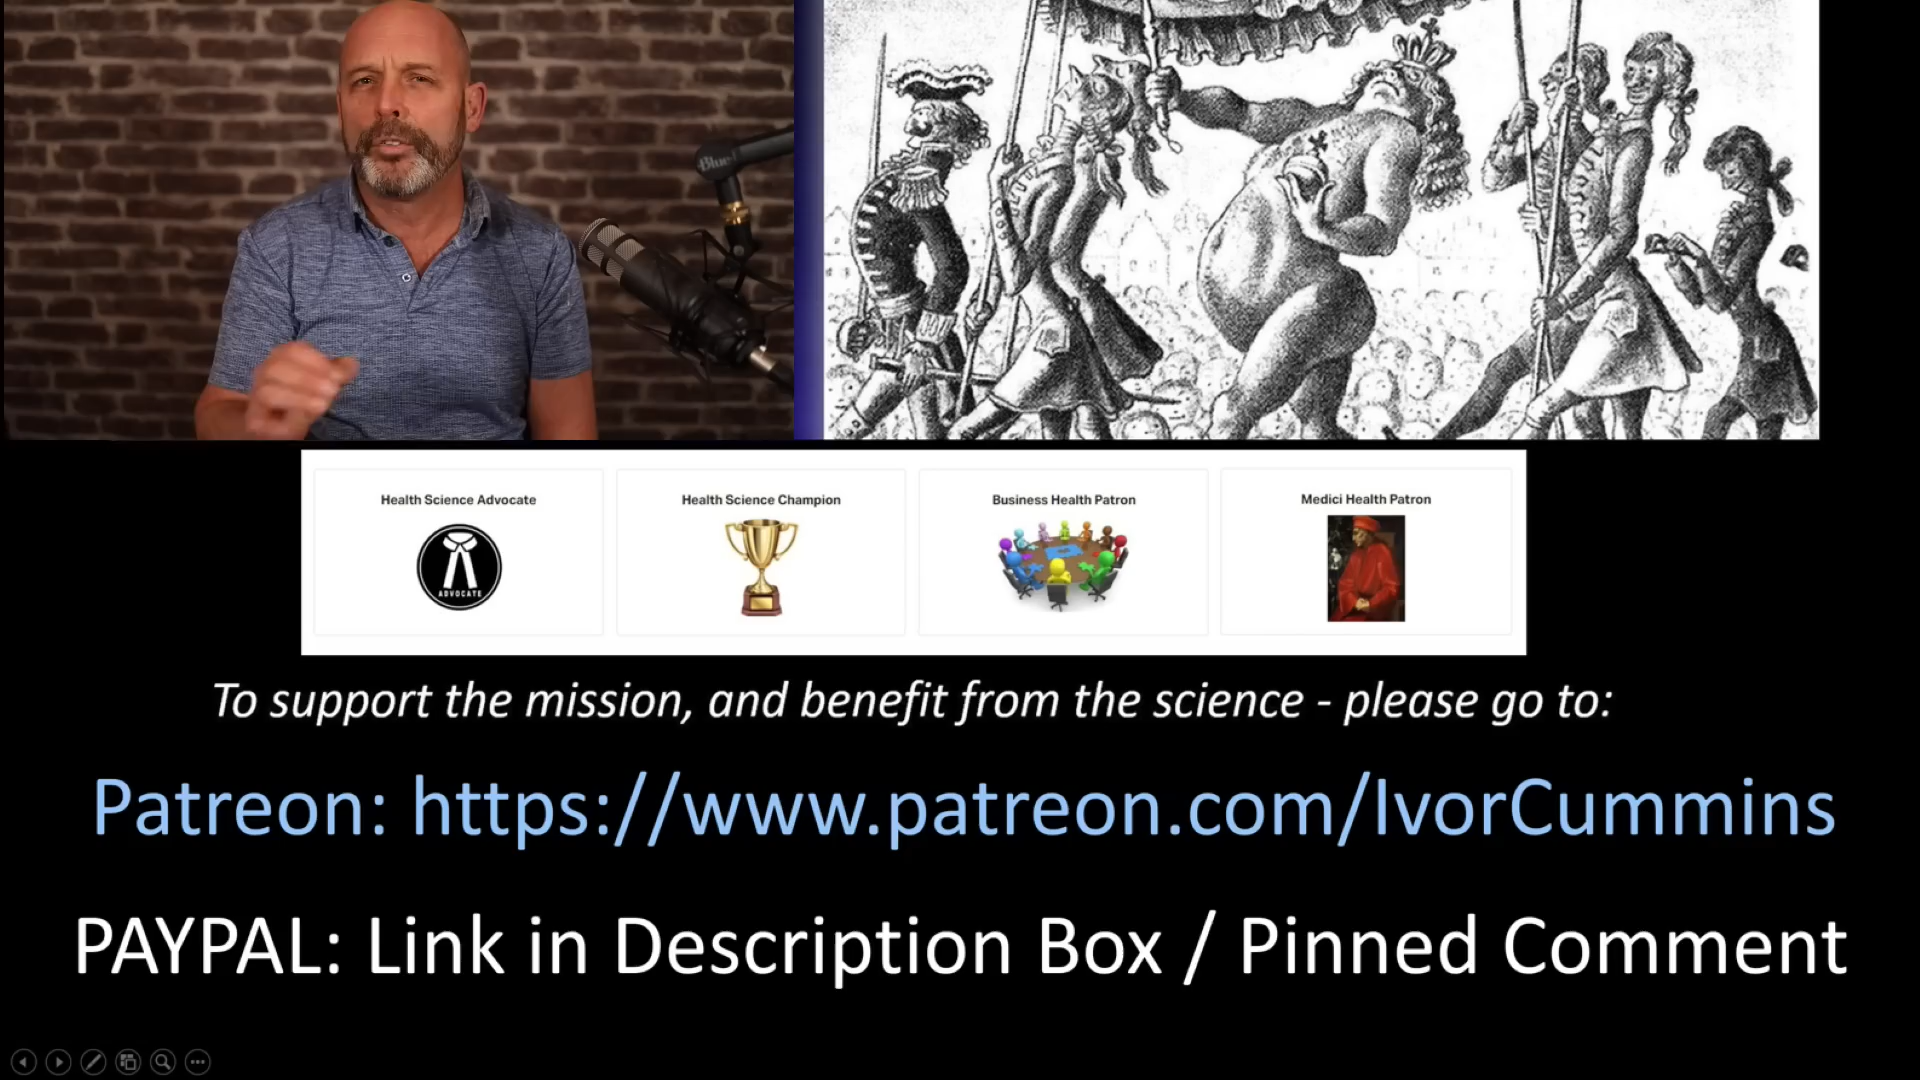 Blue
Health Science Advocate
Health Science Champion
Business Health Patron
Medici Health Patron
ADVOCATE
To support the mission, and benefit from the science - please go to:
Patreon: https://www.patreon.com/IvorCummins
PAYPAL: Link in Description Box / Pinned Comment